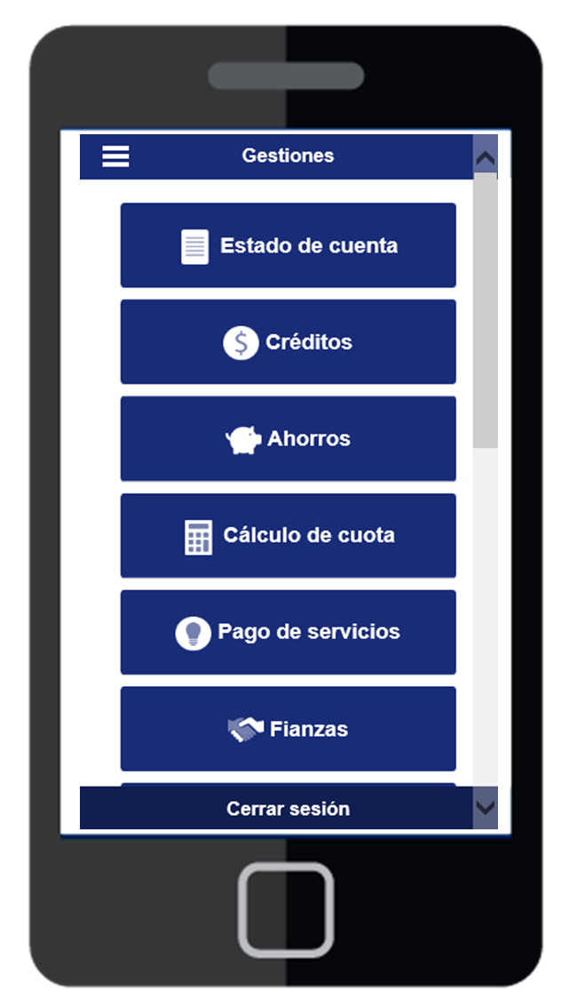 Gestiones
Estado de cuenta
$ Créditos
Ahorros
Cálculo de cuota
Pago de servicios
Fianzas
Cerrar sesión